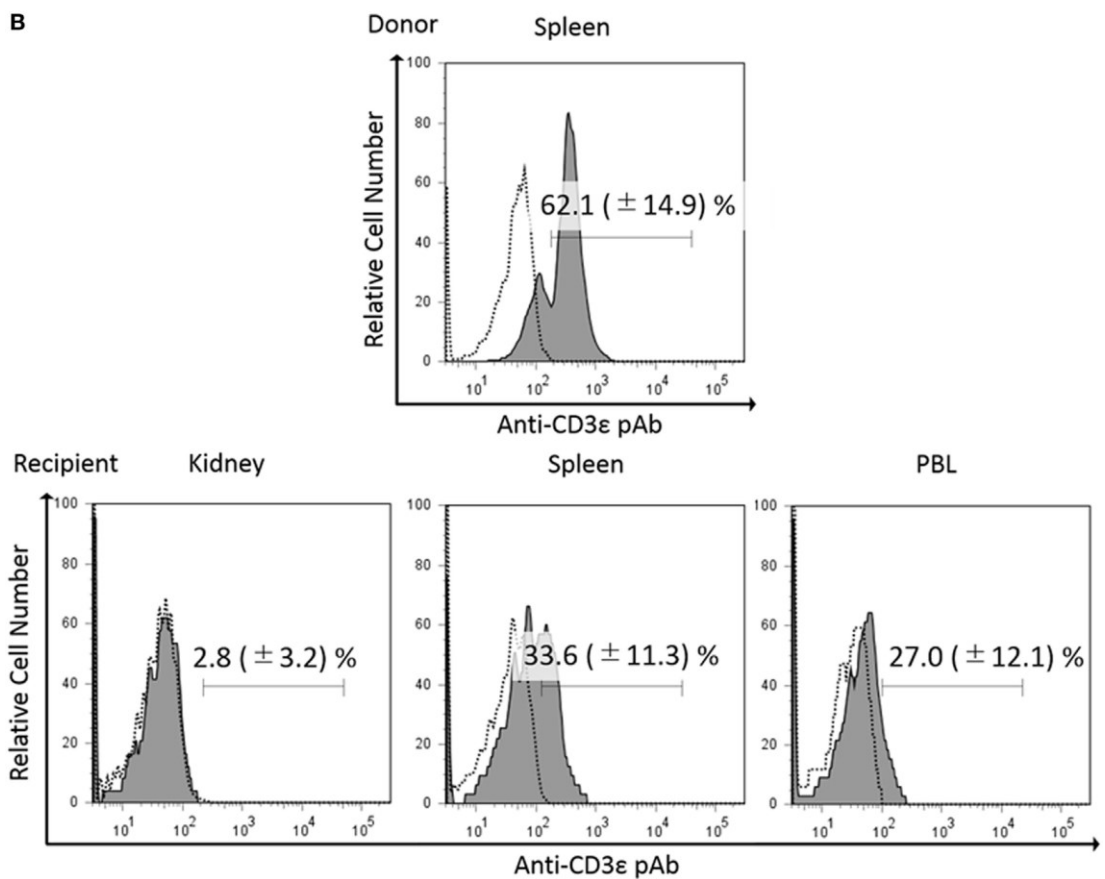 B
Donor Spleen
100
80
60
40
20
0
Relative Cell Number
62.1 ( ± 14.9) %
10¹ 10² 10³ 10⁴ 10⁵
Anti-CD3ε pAb
Recipient Kidney Spleen PBL
Relative Cell Number
100
80
60
40
20
0
2.8 ( ± 3.2) %
10¹ 10² 10³ 10⁴ 10⁵
100
80
60
40
20
0
33.6 ( ± 11.3) %
10¹ 10² 10³ 10⁴ 10⁵
100
80
60
40
20
0
27.0 ( ± 12.1) %
10¹ 10² 10³ 10⁴ 10⁵
Anti-CD3ε pAb